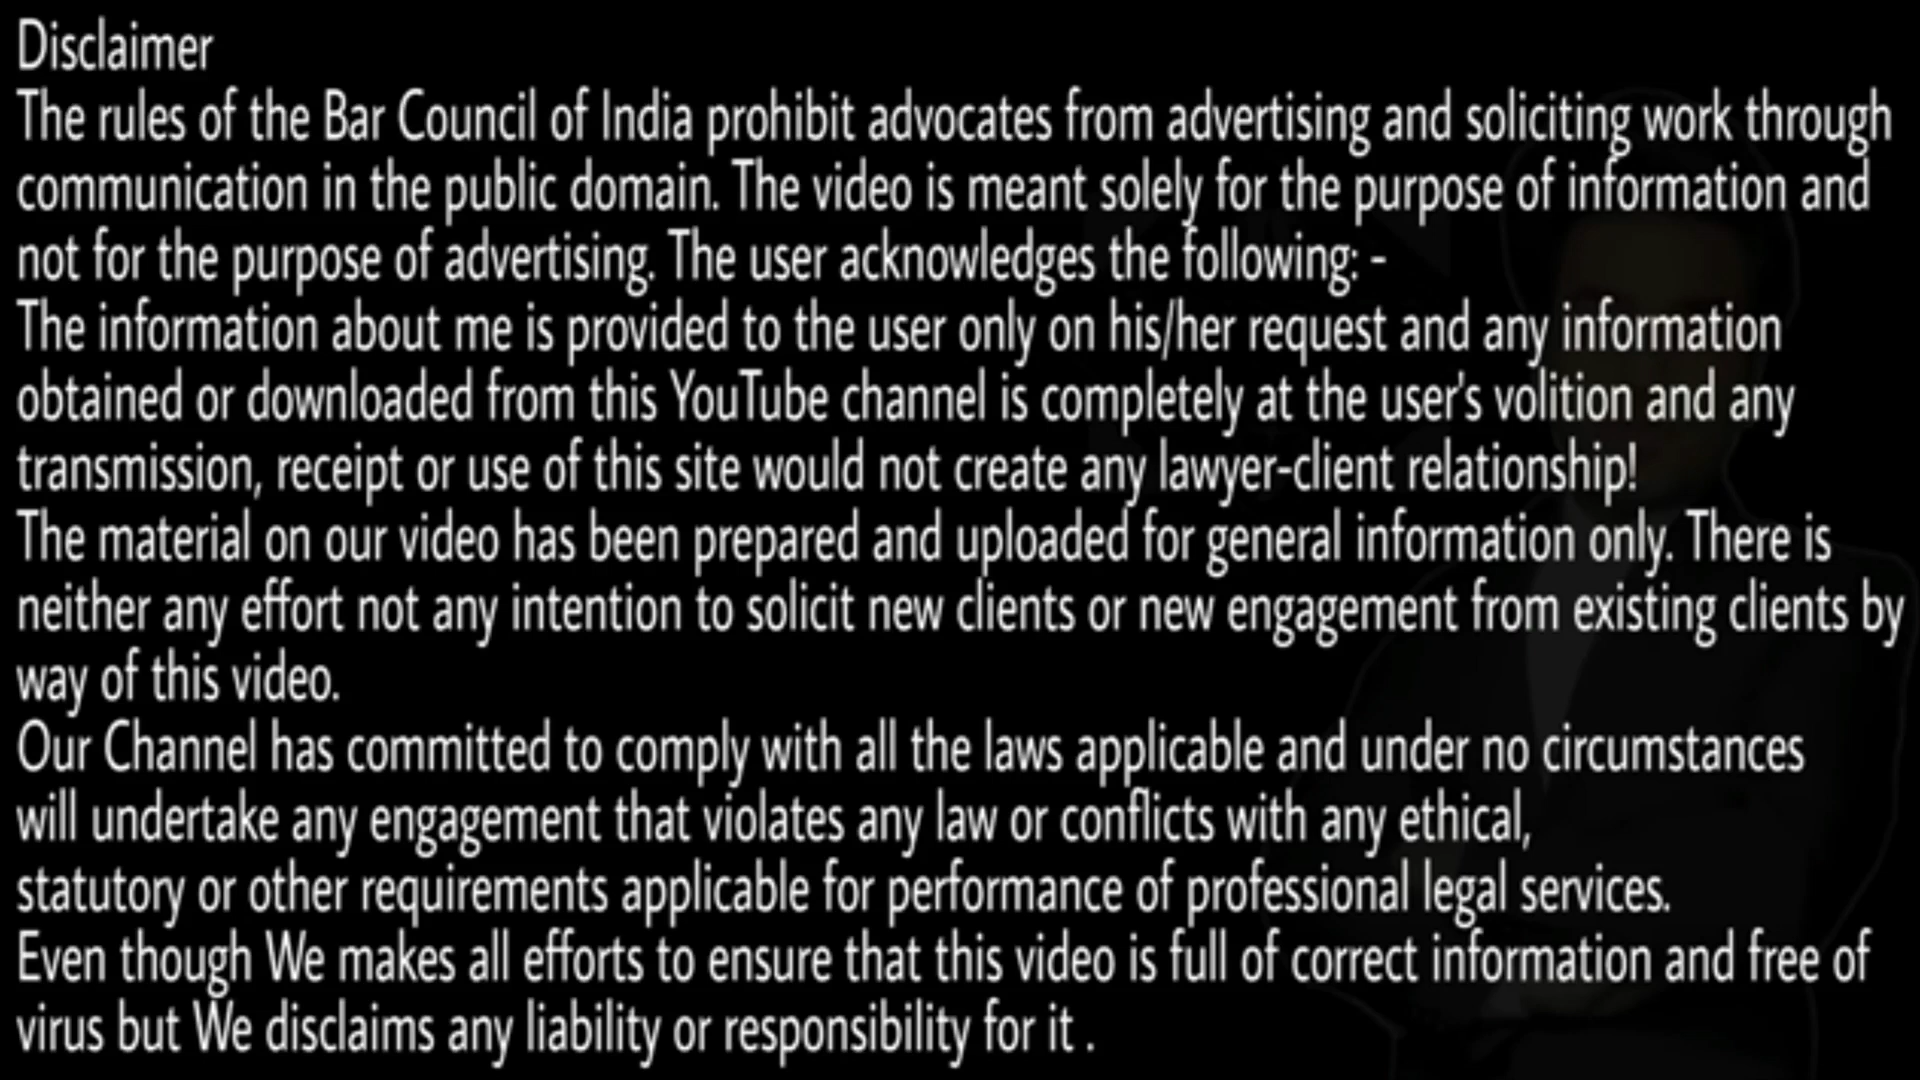 Disclaimer
The rules of the Bar Council of India prohibit advocates from advertising and soliciting work through
communication in the public domain. The video is meant solely for the purpose of information and
not for the purpose of advertising. The user acknowledges the following: -
The information about me is provided to the user only on his/her request and any information
obtained or downloaded from this YouTube channel is completely at the user's volition and any
transmission, receipt or use of this site would not create any lawyer-client relationship!
The material on our video has been prepared and uploaded for general information only. There is
neither any effort not any intention to solicit new clients or new engagement from existing clients by
way of this video.
Our Channel has committed to comply with all the laws applicable and under no circumstances
will undertake any engagement that violates any law or conflicts with any ethical,
statutory or other requirements applicable for performance of professional legal services.
Even though We makes all efforts to ensure that this video is full of correct information and free of
virus but We disclaims any liability or responsibility for it .